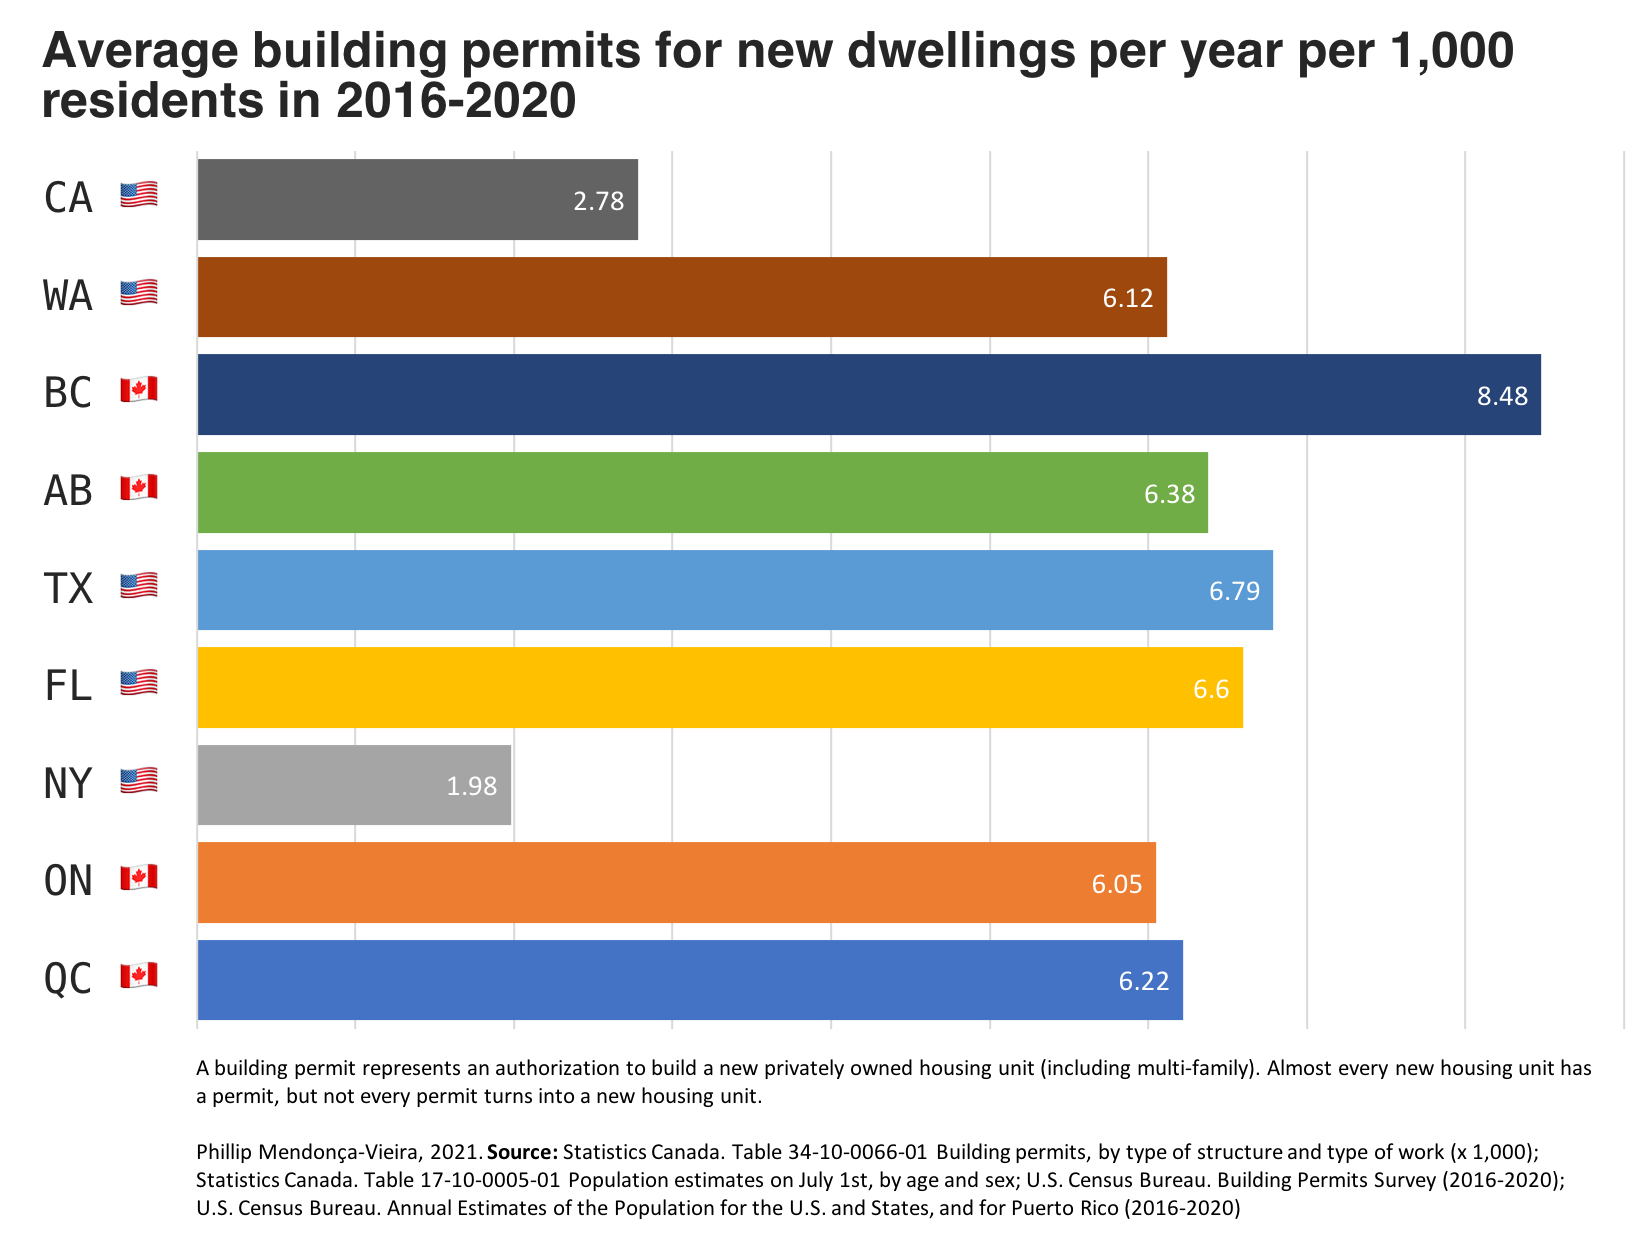 Average building permits for new dwellings per year per 1,000
residents in 2016-2020
CA
2.78
WA
6.12
BC
8.48
AB
6.38
TX
6.79
FL
6.6
NY
1.98
ON
6.05
QC
6.22
A building permit represents an authorization to build a new privately owned housing unit (including multi-family). Almost every new housing unit has
a permit, but not every permit turns into a new housing unit.
Phillip Mendonça-Vieira, 2021. Source: Statistics Canada. Table 34-10-0066-01 Building permits, by type of structure and type of work (x 1,000);
Statistics Canada. Table 17-10-0005-01 Population estimates on July 1st, by age and sex; U.S. Census Bureau. Building Permits Survey (2016-2020);
U.S. Census Bureau. Annual Estimates of the Population for the U.S. and States, and for Puerto Rico (2016-2020)